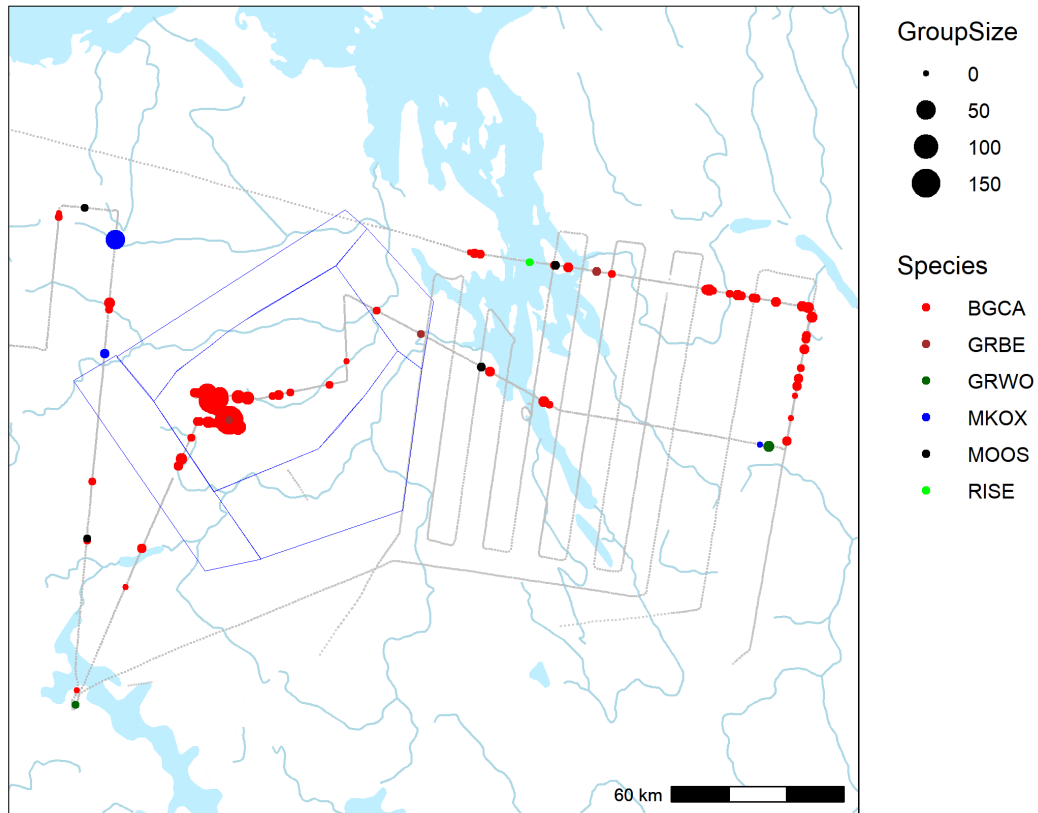 GroupSize
0
50
100
150
Species
BGCA
GRBE
GRWO
MKOX
MOOS
RISE
60 km